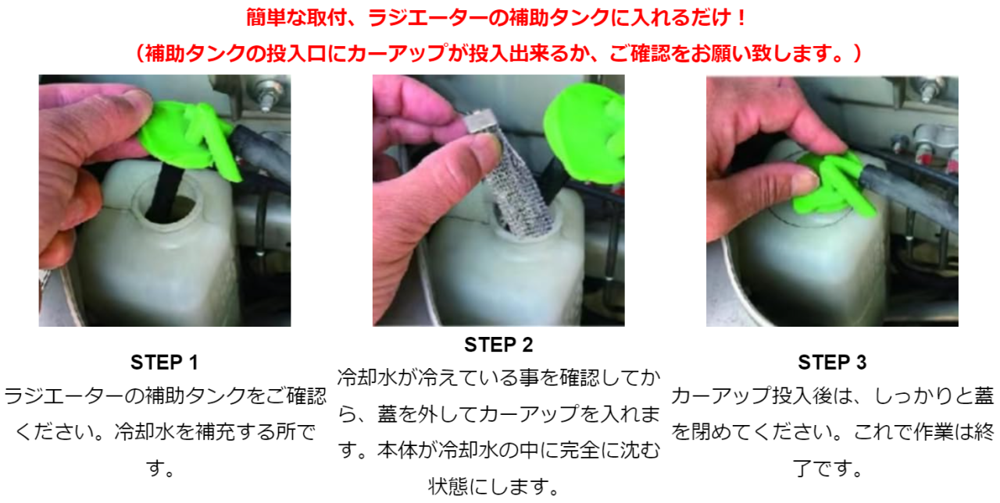 簡単な取付、ラジエーターの補助タンクに入れるだけ！
（補助タンクの投入口にカーアップが投入出来るか、ご確認をお願い致します。）
STEP 1
ラジエーターの補助タンクをご確認
ください。冷却水を補充する所で
す。
STEP 2
冷却水が冷えている事を確認してか
ら、蓋を外してカーアップを入れま
す。本体が冷却水の中に完全に沈む
状態にします。
STEP 3
カーアップ投入後は、しっかりと蓋
を閉めてください。これで作業は終
了です。